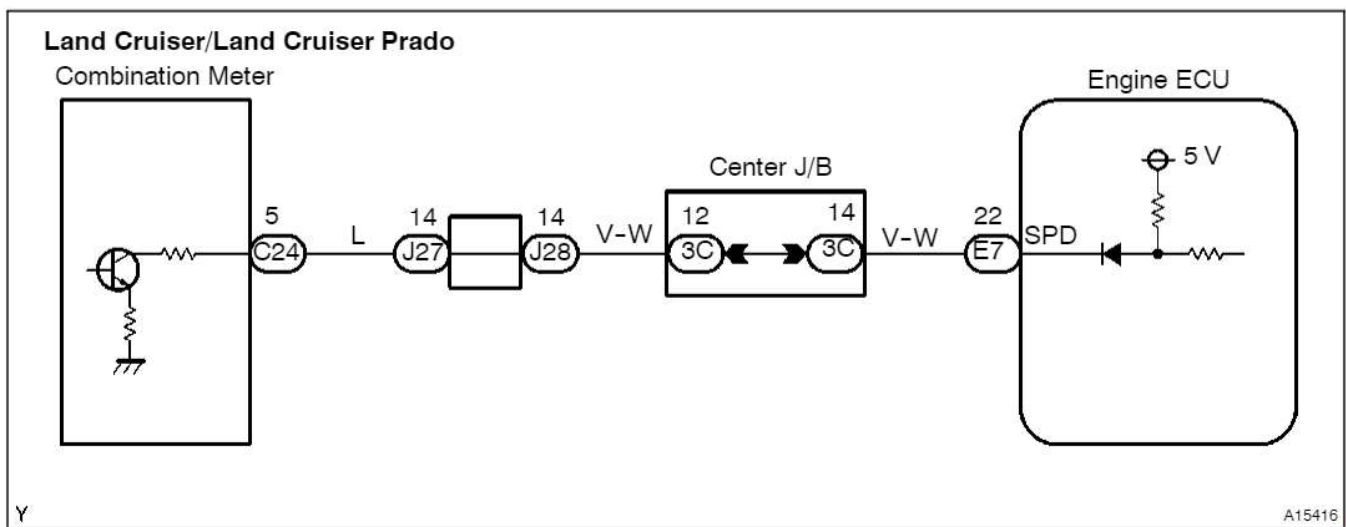 Land Cruiser/Land Cruiser Prado
Combination Meter
Engine ECU
5 V
Center J/B
5
14
14
12
14
22
L
V-W
V-W
SPD
C24
J27
J28
3C
3C
E7
Y
A15416